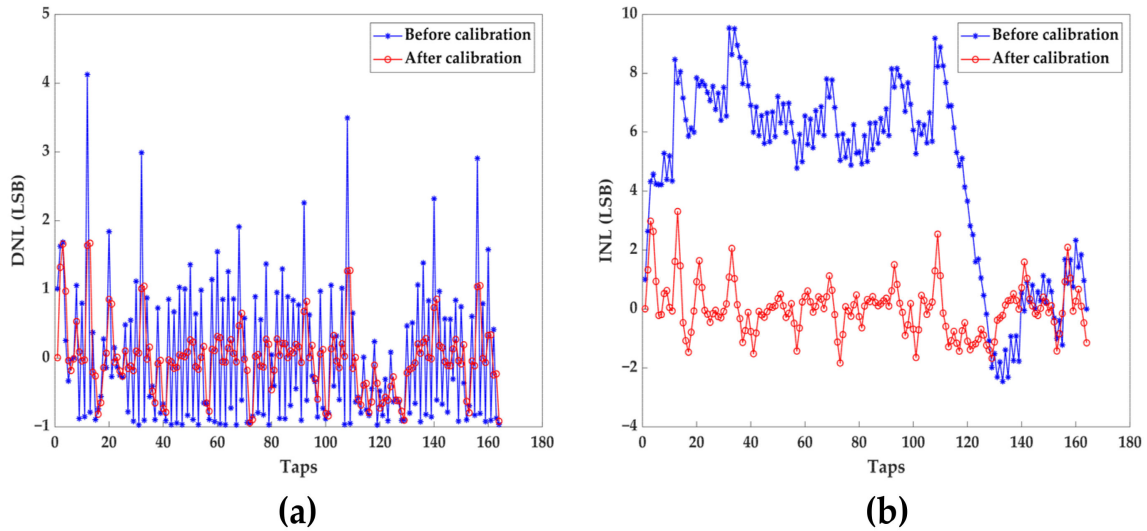 5
4
3
2
1
0
−1
DNL (LSB)
0 20 40 60 80 100 120 140 160 180
Taps
Before calibration
After calibration
(a)
10
8
6
4
2
0
−2
−4
INL (LSB)
0 20 40 60 80 100 120 140 160 180
Taps
Before calibration
After calibration
(b)